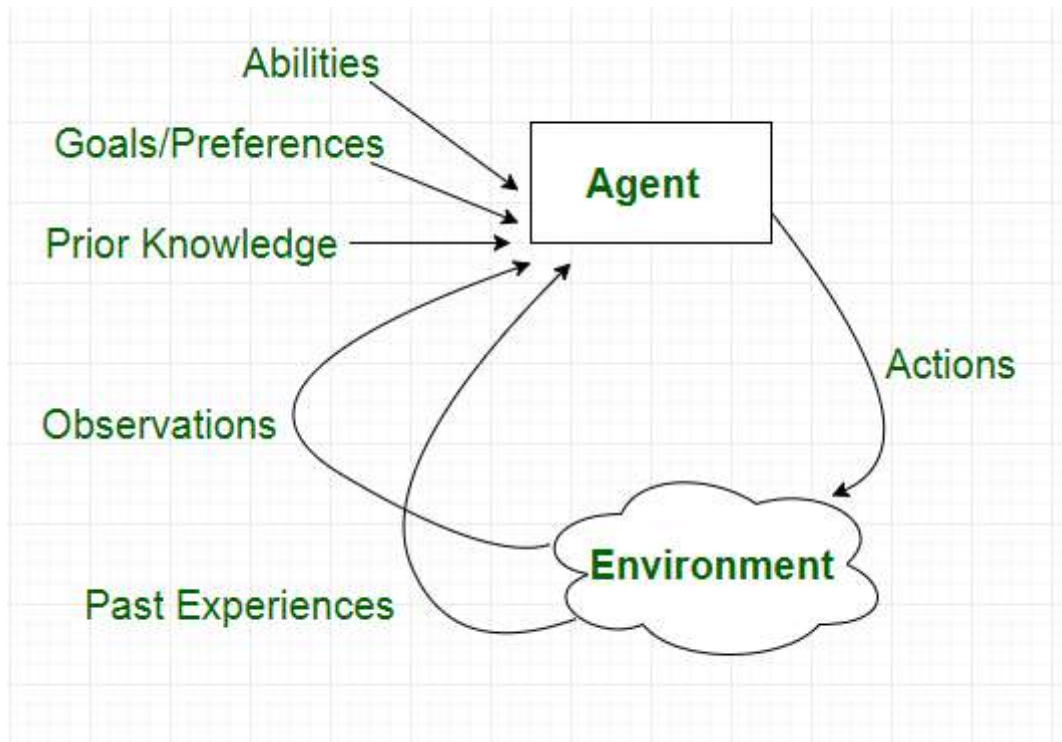 Abilities
Goals/Preferences
Agent
Prior Knowledge
Actions
Observations
Environment
Past Experiences